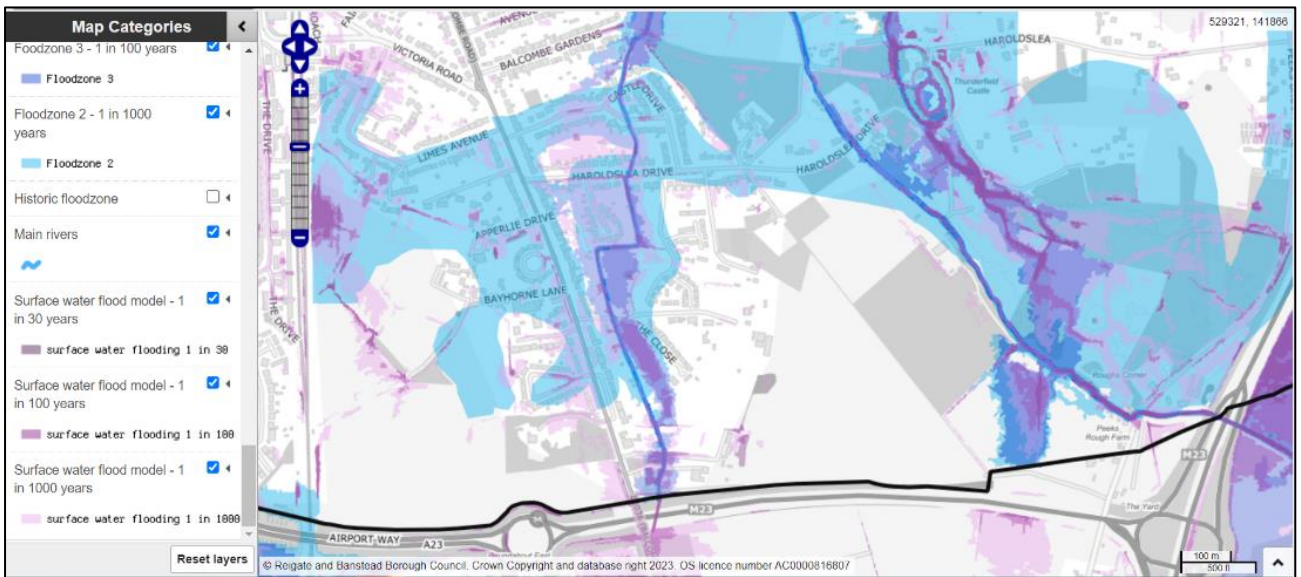 Map Categories
Foodzone 3 - 1 in 100 years
Floodzone 3
Floodzone 2 - 1 in 1000
years
Floodzone 2
Historic floodzone
Main rivers
Surface water flood model - 1
in 30 years
surface water flooding 1 in 30
Surface water flood model - 1
in 100 years
surface water flooding 1 in 100
Surface water flood model - 1
in 1000 years
surface water flooding 1 in 1000
Reset layers
529321, 141866
VICTORIA ROAD
AVENUE
BALCOMBE GARDENS
HAROLDSLEA
Thunderfield
Castle
THE DRIVE
CASTLE DRIVE
LIMES AVENUE
HAROLDSLEA DRIVE
HAROLDSLEA DRIVE
APPERLIE DRIVE
BAYHORNE LANE
THE DRIVE
THE CLOSE
Roughs Corner
Peeks
Rough Farm
M23
M23
The Yard
AIRPORT WAY
A23
100 m
500 ft
© Reigate and Banstead Borough Council. Crown Copyright and database right 2023. OS licence number AC0000816807